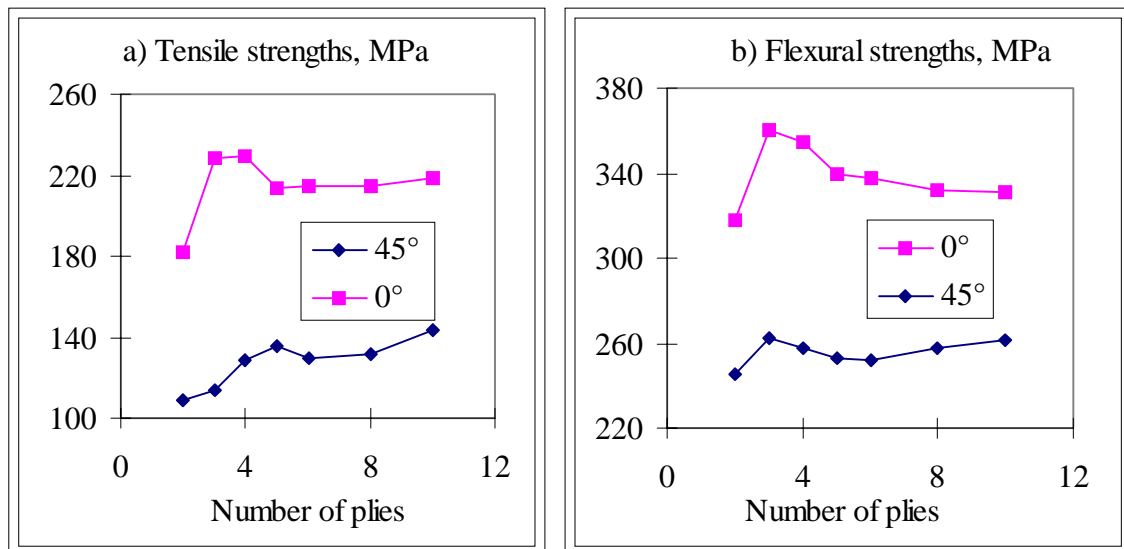 a) Tensile strengths, MPa
260
220
180
140
100
0 4 8 12
Number of plies
45°
0°
b) Flexural strengths, MPa
380
340
300
260
220
0 4 8 12
Number of plies
0°
45°